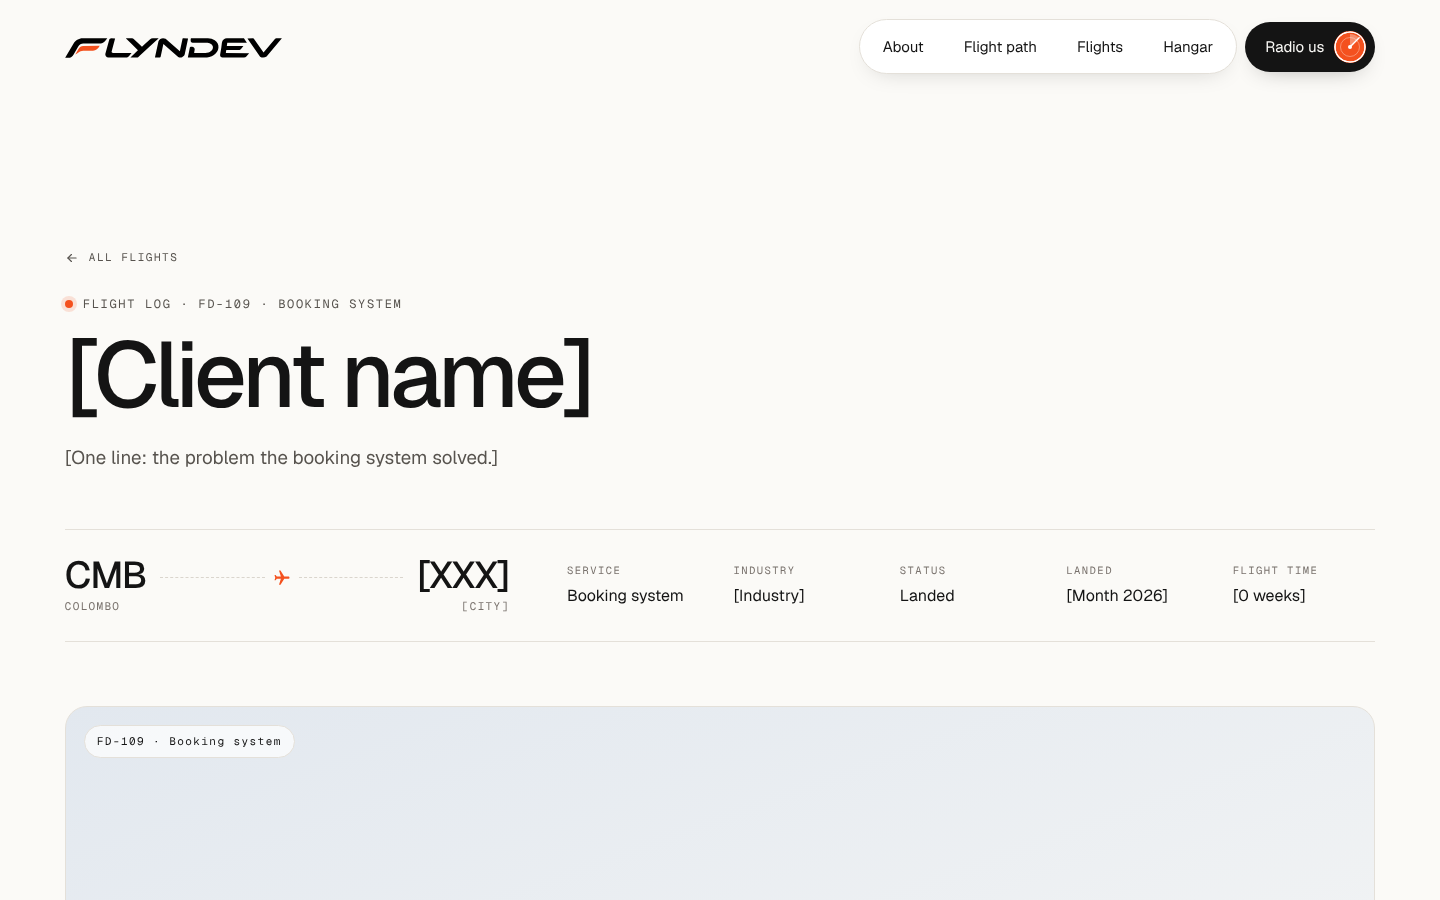 FLYNDEV
About Flight path Flights Hangar Radio us
← ALL FLIGHTS
FLIGHT LOG · FD-109 · BOOKING SYSTEM
[Client name]
[One line: the problem the booking system solved.]
CMB [XXX]
COLOMBO [CITY]
SERVICE INDUSTRY STATUS LANDED FLIGHT TIME
Booking system [Industry] Landed [Month 2026] [0 weeks]
FD-109 · Booking system